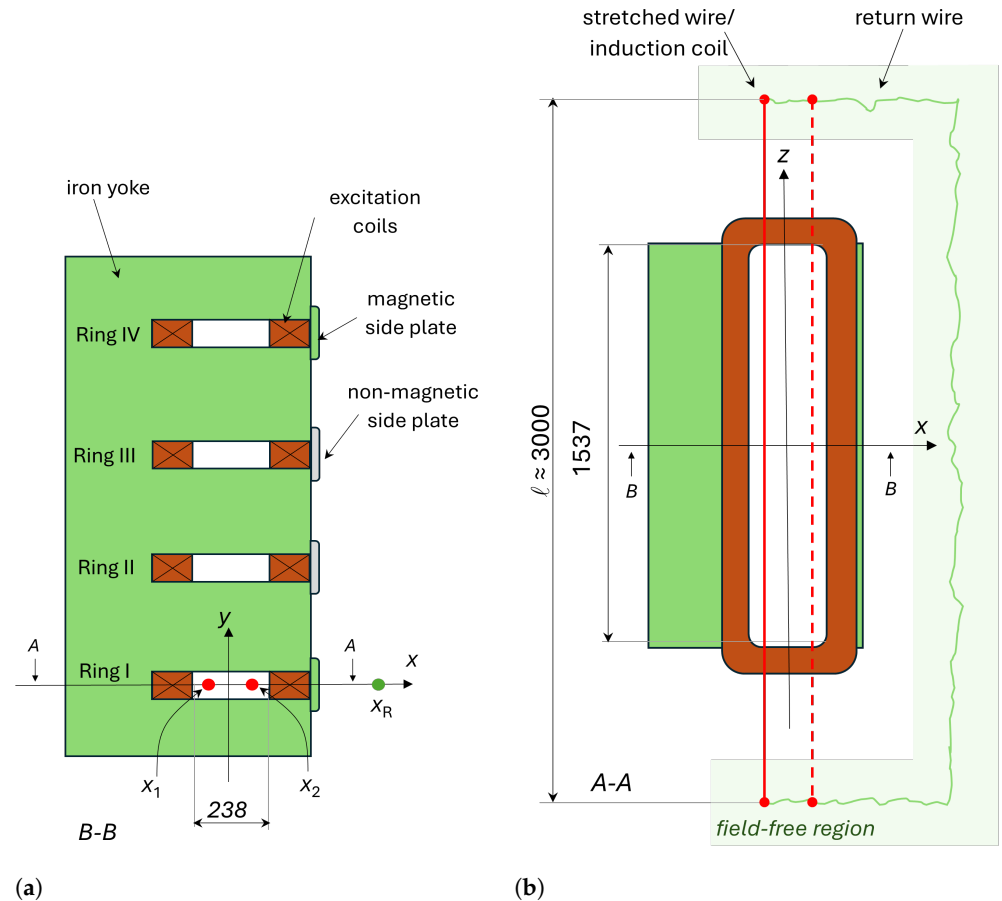 iron yoke
excitation
coils
magnetic
side plate
Ring IV
non-magnetic
side plate
Ring III
Ring II
y
A
Ring I
A
x
x_R
x_1
x_2
238
B-B
(a)
stretched wire/
induction coil
return wire
z
ℓ ≈ 3000
1537
x
B
B
A-A
field-free region
(b)